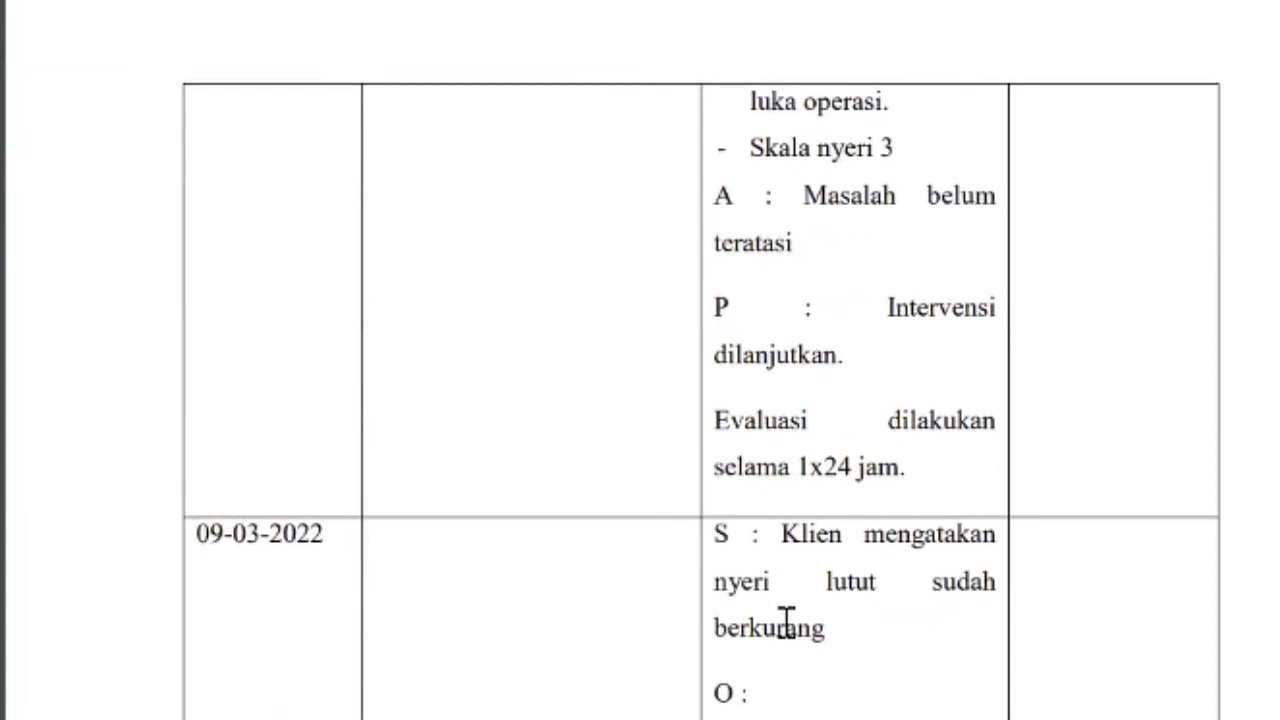 luka operasi.
- Skala nyeri 3
A : Masalah belum
teratasi
P : Intervensi
dilanjutkan.
Evaluasi dilakukan
selama 1x24 jam.
09-03-2022
S : Klien mengatakan
nyeri lutut sudah
berkurang
O :